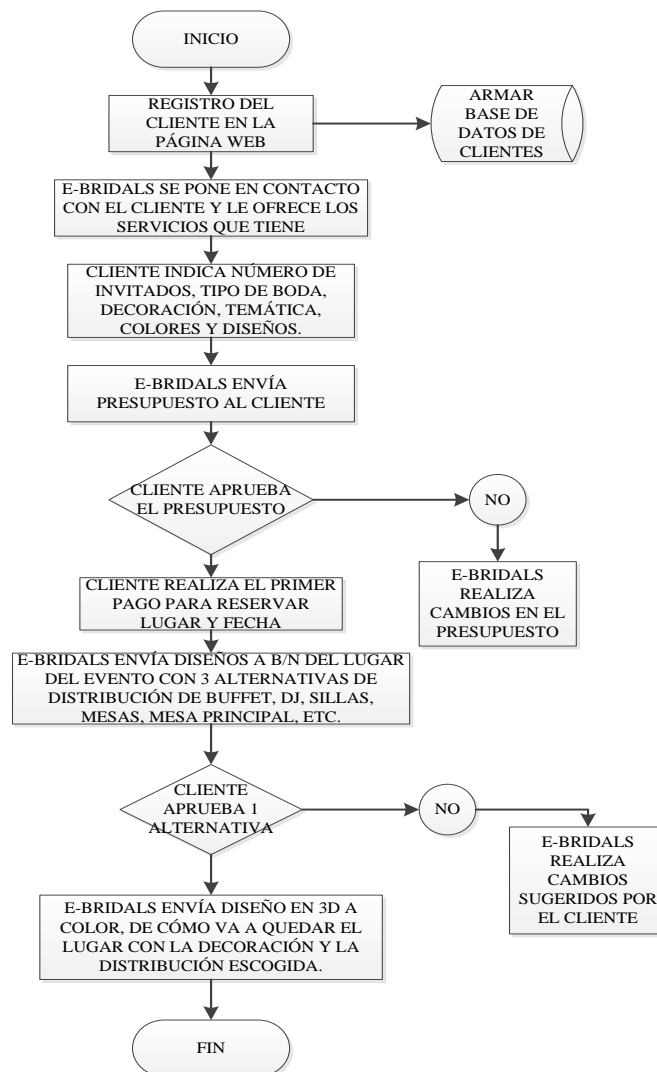 INICIO
REGISTRO DEL
CLIENTE EN LA
PÁGINA WEB
ARMAR
BASE DE
DATOS DE
CLIENTES
E-BRIDALS SE PONE EN CONTACTO
CON EL CLIENTE Y LE OFRECE LOS
SERVICIOS QUE TIENE
CLIENTE INDICA NÚMERO DE
INVITADOS, TIPO DE BODA,
DECORACIÓN, TEMÁTICA,
COLORES Y DISEÑOS.
E-BRIDALS ENVÍA
PRESUPUESTO AL CLIENTE
CLIENTE APRUEBA
EL PRESUPUESTO
NO
E-BRIDALS
REALIZA
CAMBIOS EN EL
PRESUPUESTO
CLIENTE REALIZA EL PRIMER
PAGO PARA RESERVAR
LUGAR Y FECHA
E-BRIDALS ENVÍA DISEÑOS A B/N DEL LUGAR
DEL EVENTO CON 3 ALTERNATIVAS DE
DISTRIBUCIÓN DE BUFFET, DJ, SILLAS,
MESAS, MESA PRINCIPAL, ETC.
CLIENTE
APRUEBA 1
ALTERNATIVA
NO
E-BRIDALS
REALIZA
CAMBIOS
SUGERIDOS POR
EL CLIENTE
E-BRIDALS ENVÍA DISEÑO EN 3D A
COLOR, DE CÓMO VA A QUEDAR EL
LUGAR CON LA DECORACIÓN Y LA
DISTRIBUCIÓN ESCOGIDA.
FIN